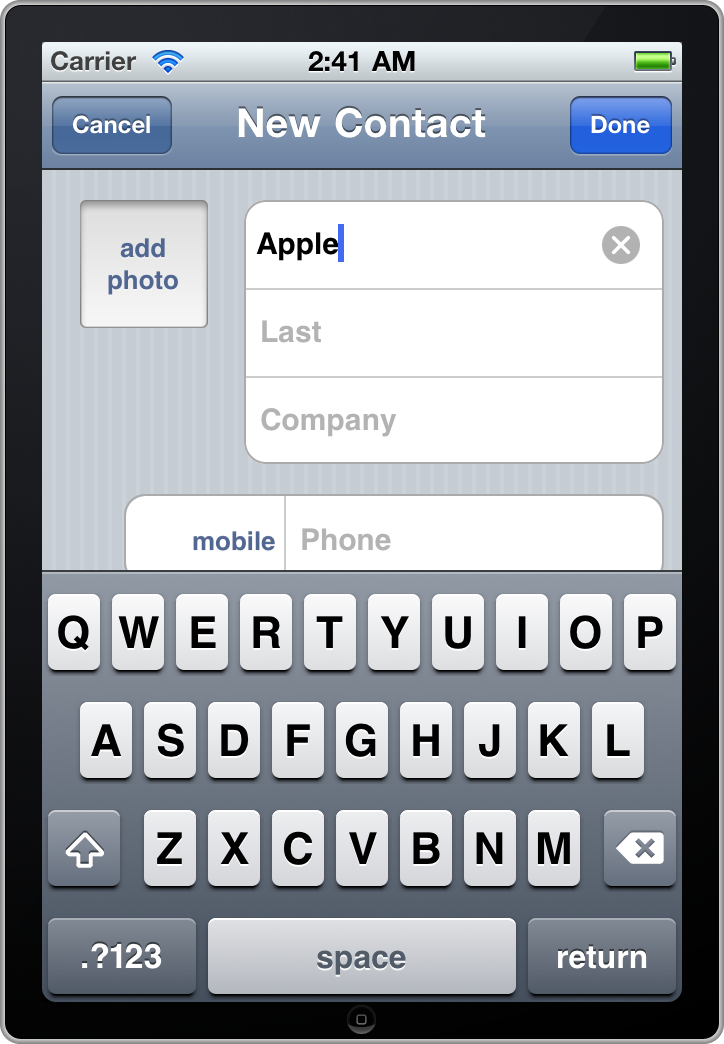 Carrier 2:41 AM
Cancel New Contact Done
add
photo
Apple
Last
Company
mobile Phone
Q W E R T Y U I O P
A S D F G H J K L
Z X C V B N M
.?123 space return